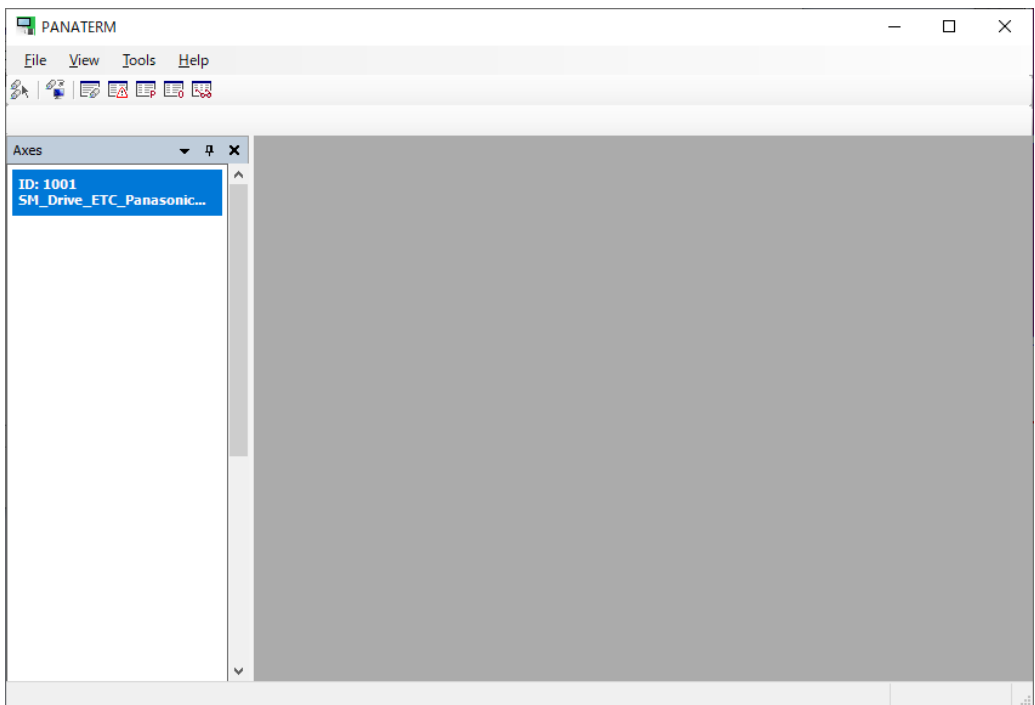 PANATERM
File View Tools Help
Axes
ID: 1001
SM_Drive_ETC_Panasonic...